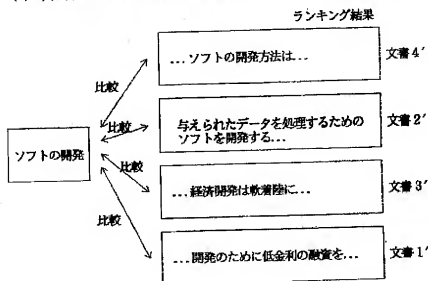 ランキング結果
...ソフトの開発方法は...
文書4'
比較
与えられたデータを処理するための
ソフトを開発する...
文書2'
比較
ソフトの開発
比較
...経済開発は軟着陸に...
文書3'
比較
...開発のために低金利の融資を...
文書1'